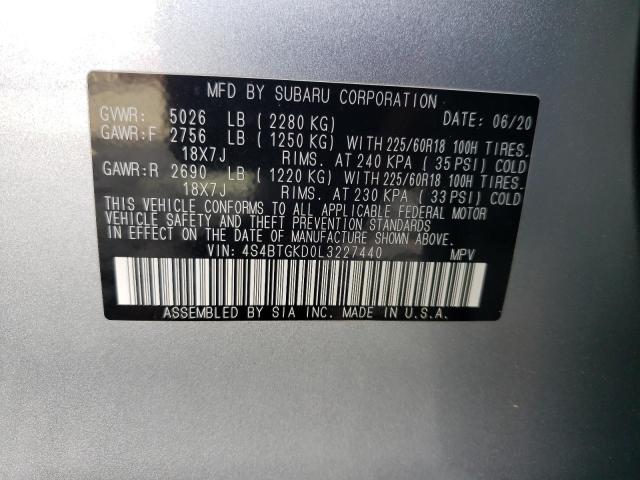 MFD BY SUBARU CORPORATION
GVWR: 5026 LB (2280 KG) DATE: 06/20
GAWR:F 2756 LB (1250 KG) WITH 225/60R18 100H TIRES.
18X7J RIMS. AT 240 KPA (35 PSI) COLD
GAWR:R 2690 LB (1220 KG) WITH 225/60R18 100H TIRES.
18X7J RIMS. AT 230 KPA (33 PSI) COLD
THIS VEHICLE CONFORMS TO ALL APPLICABLE FEDERAL MOTOR
VEHICLE SAFETY AND THEFT PREVENTION STANDARDS
IN EFFECT ON THE DATE OF MANUFACTURE SHOWN ABOVE.
VIN: 4S4BTGKD0L3227440 MPV
ASSEMBLED BY SIA INC. MADE IN U.S.A.